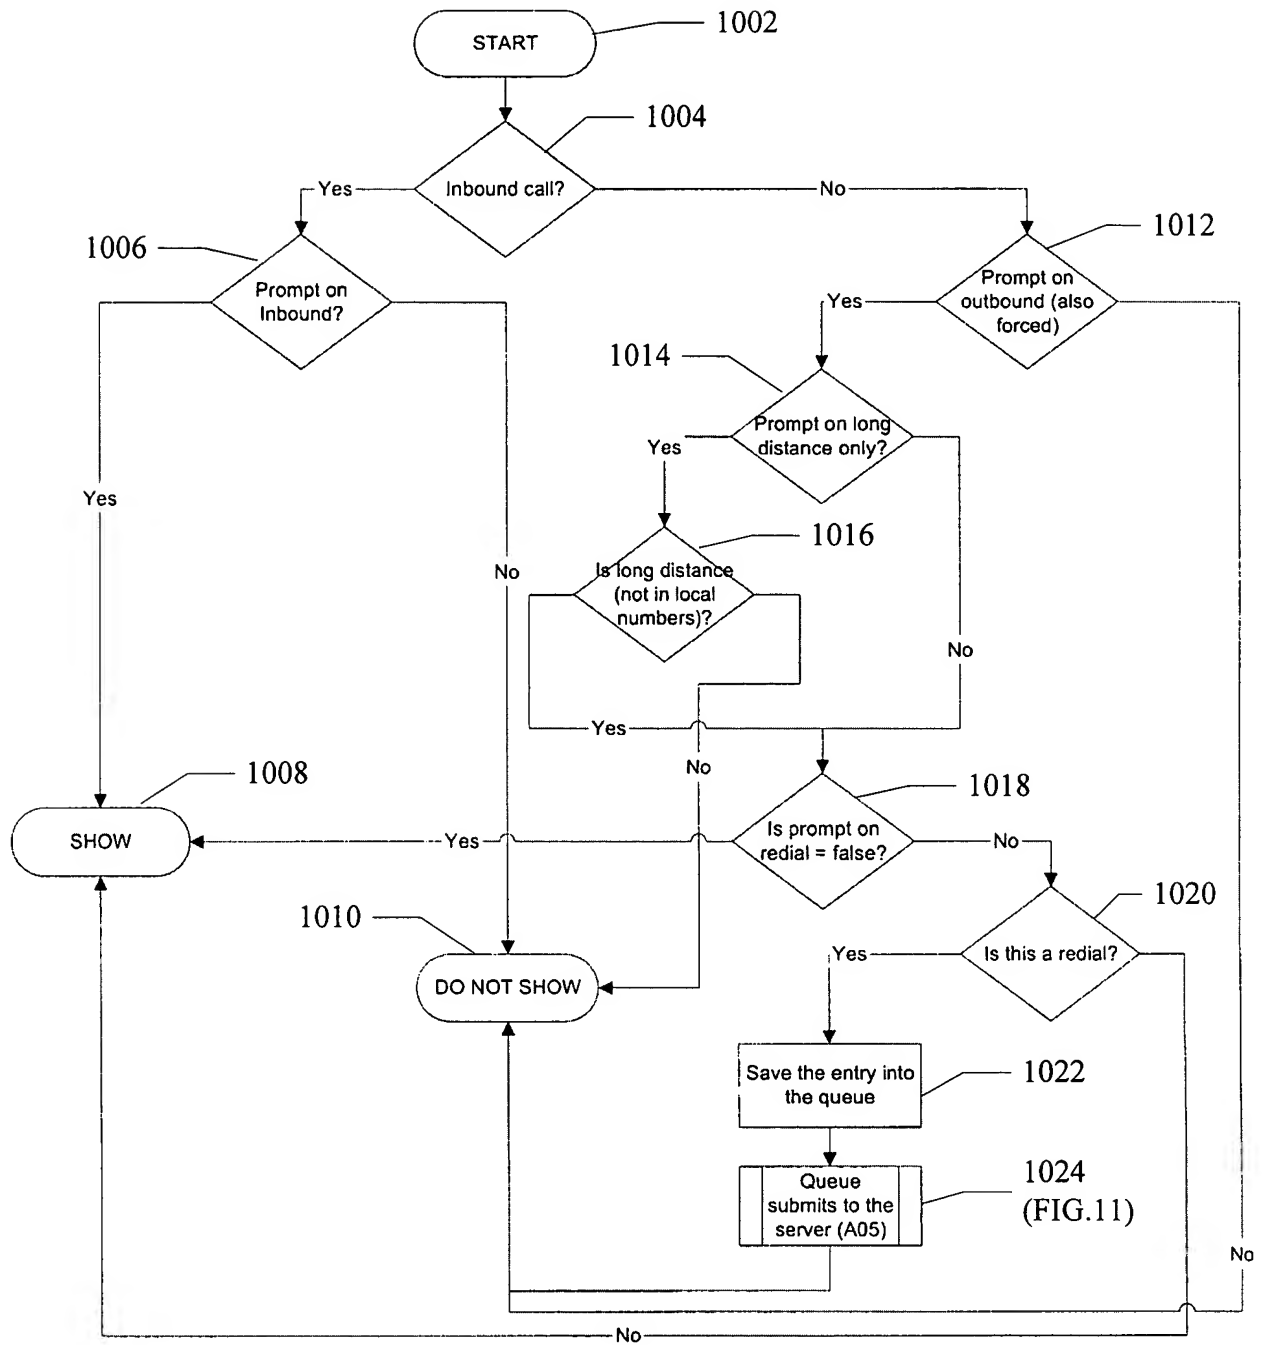 START
1002
1004
Inbound call?
Yes
No
1006
Prompt on
Inbound?
1012
Prompt on
outbound (also
forced)
Yes
1014
Prompt on long
distance only?
Yes
Yes
1016
Is long distance
(not in local
numbers)?
No
No
Yes
No
1008
SHOW
Yes
1018
Is prompt on
redial = false?
No
1010
DO NOT SHOW
1020
Is this a redial?
Yes
Save the entry into
the queue
1022
Queue
submits to the
server (A05)
1024
(FIG.11)
No
No